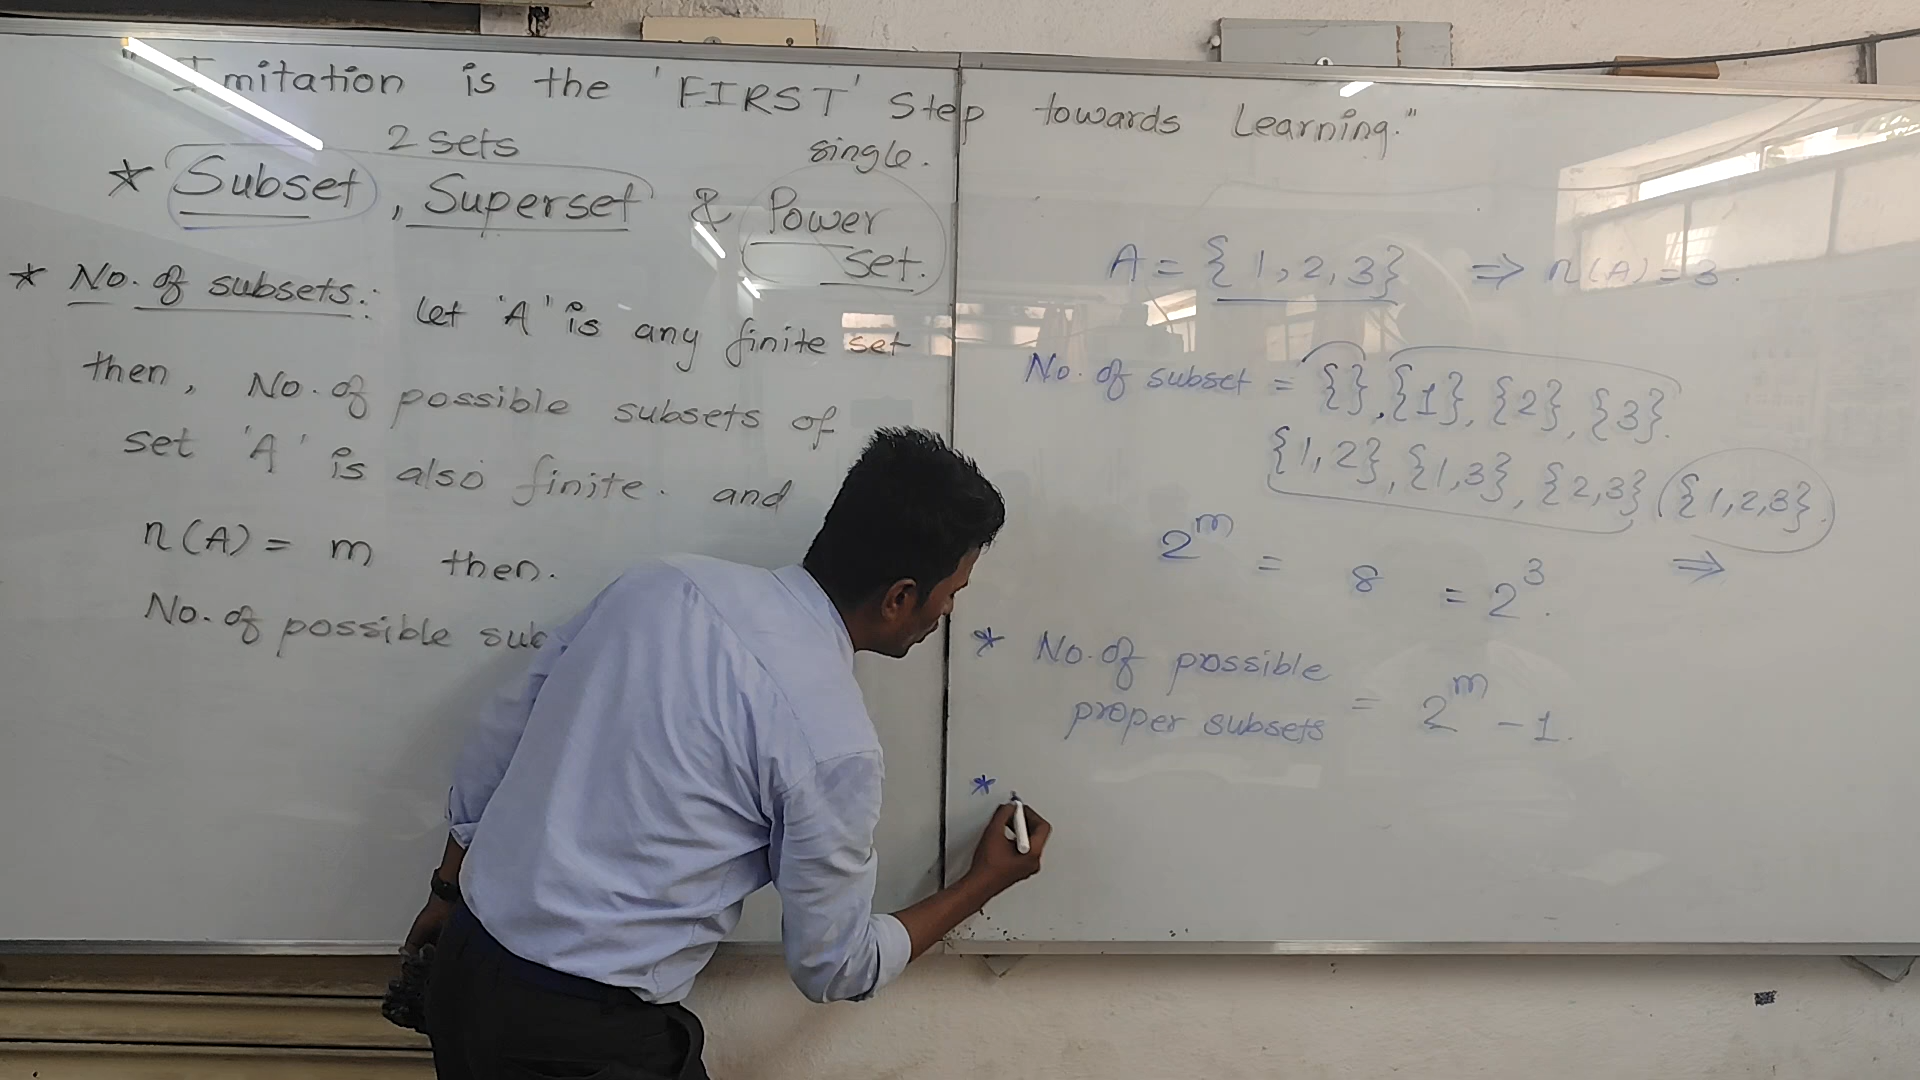 "Imitation is the 'FIRST' Step towards Learning."
2 sets single.
* Subset, Superset & Power
set.
* No. of subsets: Let 'A' is any finite set
then, No. of possible subsets of
set 'A' is also finite. and
n(A) = m then.
No. of possible sub
A = { 1, 2, 3} ⇒ n(A) = 3.
No. of subset = {}, {1}, {2}, {3}.
{1,2}, {1,3}, {2,3} {1,2,3}.
2^m = 8 = 2^3. ⇒
* No. of possible
proper subsets = 2^m - 1.
*